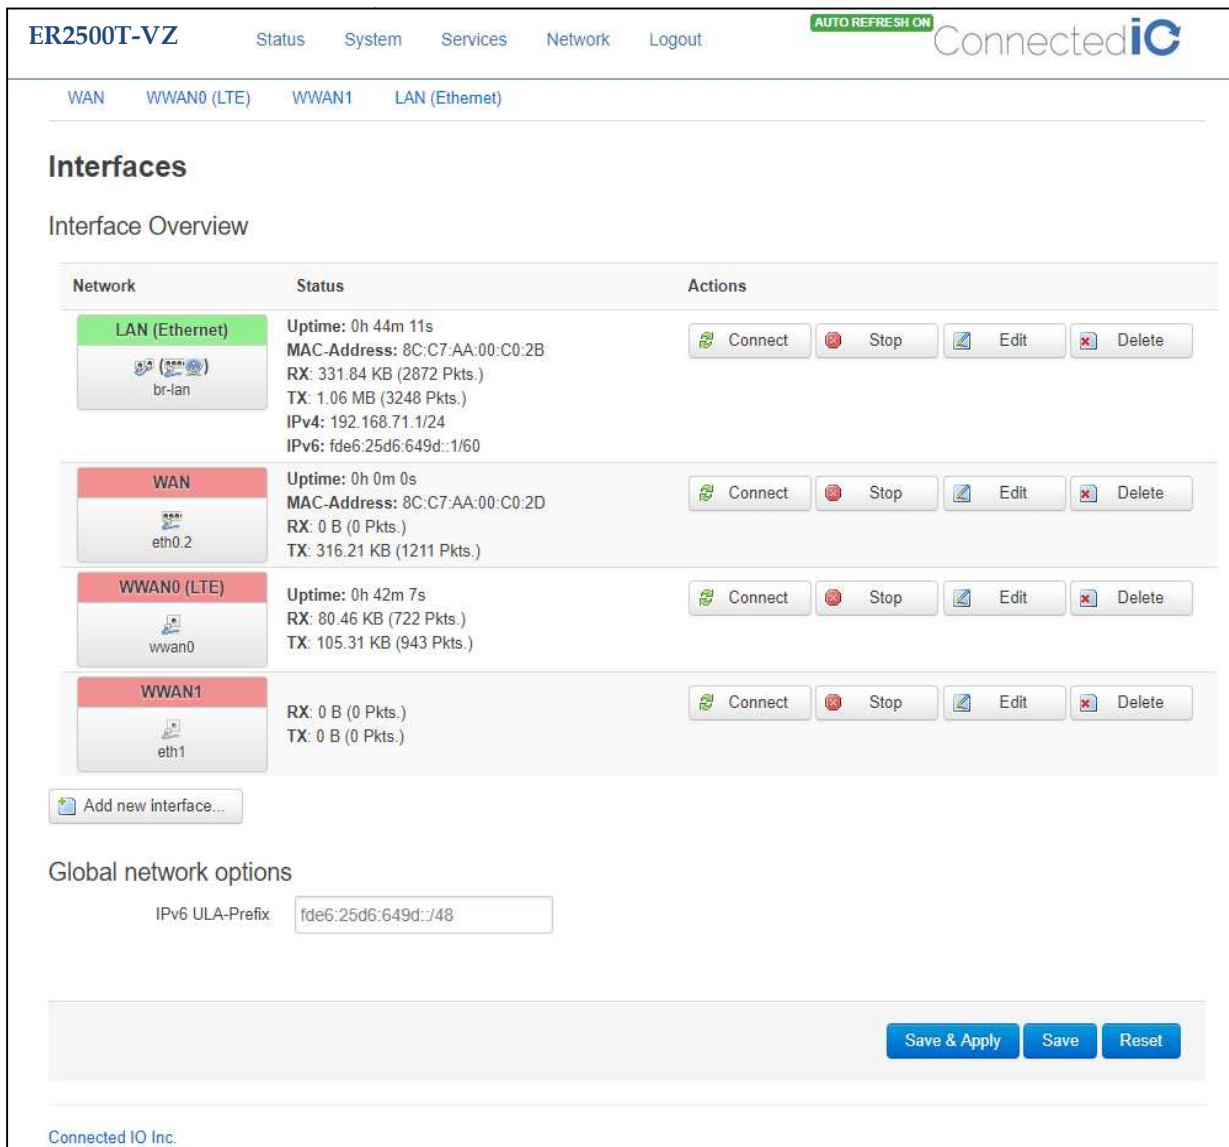 ER2500T-VZ Status System Services Network Logout AUTO REFRESH ON ConnectediO
WAN WWAN0 (LTE) WWAN1 LAN (Ethernet)
Interfaces
Interface Overview
Network Status Actions
LAN (Ethernet)
( )
br-lan
Uptime: 0h 44m 11s
MAC-Address: 8C:C7:AA:00:C0:2B
RX: 331.84 KB (2872 Pkts.)
TX: 1.06 MB (3248 Pkts.)
IPv4: 192.168.71.1/24
IPv6: fde6:25d6:649d::1/60
Connect Stop Edit Delete
WAN
eth0.2
Uptime: 0h 0m 0s
MAC-Address: 8C:C7:AA:00:C0:2D
RX: 0 B (0 Pkts.)
TX: 316.21 KB (1211 Pkts.)
Connect Stop Edit Delete
WWAN0 (LTE)
wwan0
Uptime: 0h 42m 7s
RX: 80.46 KB (722 Pkts.)
TX: 105.31 KB (943 Pkts.)
Connect Stop Edit Delete
WWAN1
eth1
RX: 0 B (0 Pkts.)
TX: 0 B (0 Pkts.)
Connect Stop Edit Delete
Add new interface...
Global network options
IPv6 ULA-Prefix fde6:25d6:649d::/48
Save & Apply Save Reset
Connected IO Inc.